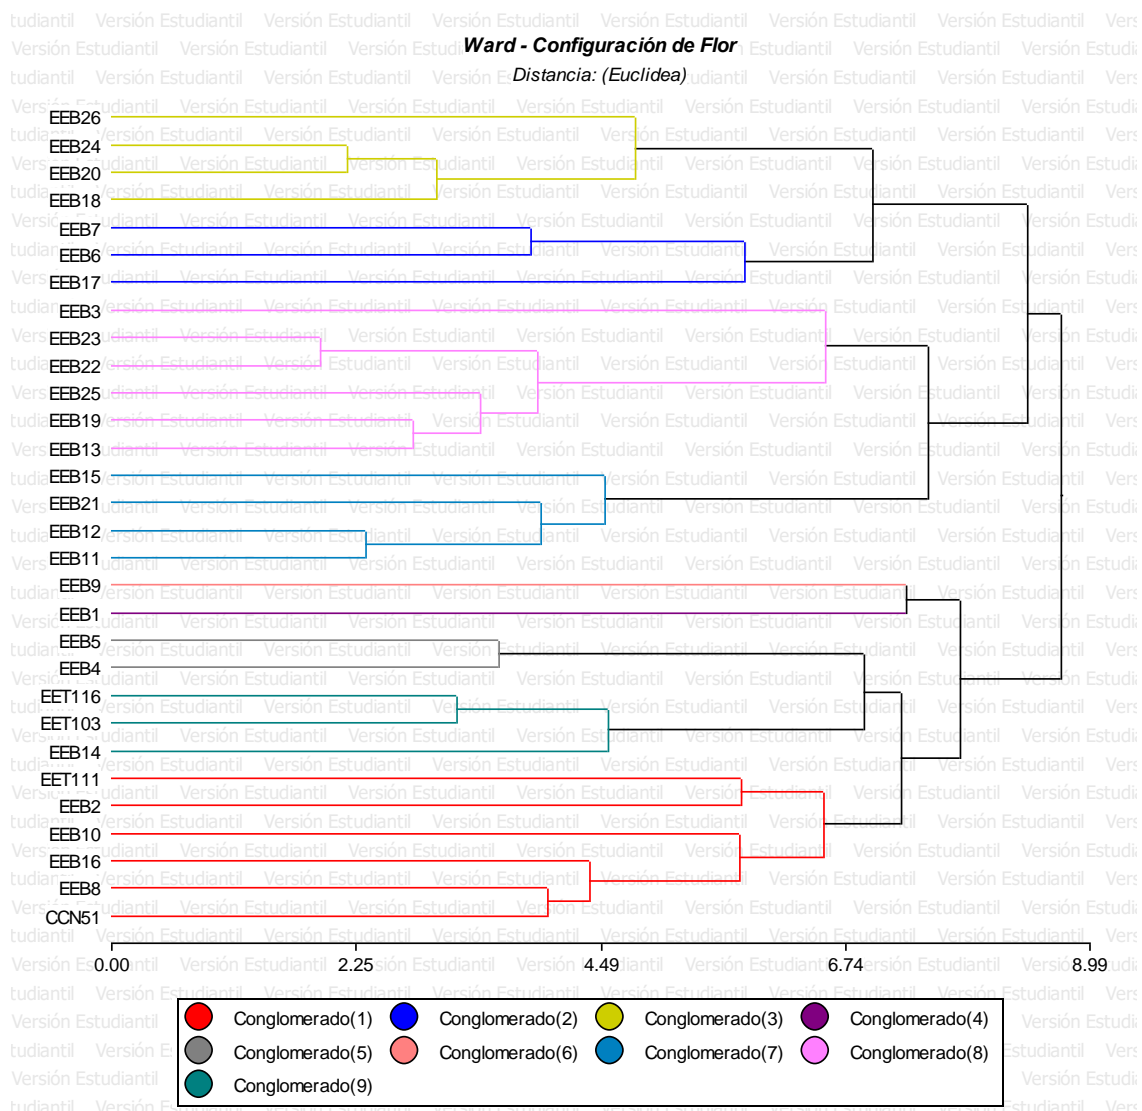 Ward - Configuración de Flor
Distancia: (Euclidea)
EEB26
EEB24
EEB20
EEB18
EEB7
EEB6
EEB17
EEB3
EEB23
EEB22
EEB25
EEB19
EEB13
EEB15
EEB21
EEB12
EEB11
EEB9
EEB1
EEB5
EEB4
EET116
EET103
EEB14
EET111
EEB2
EEB10
EEB16
EEB8
CCN51
0.00 2.25 4.49 6.74 8.99
Conglomerado(1) Conglomerado(2) Conglomerado(3) Conglomerado(4)
Conglomerado(5) Conglomerado(6) Conglomerado(7) Conglomerado(8)
Conglomerado(9)
Versión Estudiantil